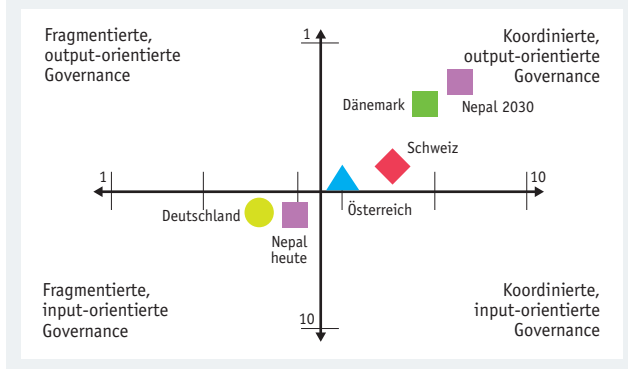 Fragmentierte,
output-orientierte
Governance
1
Koordinierte,
output-orientierte
Governance
Dänemark
Nepal 2030
Schweiz
1
10
Deutschland
Österreich
Nepal
heute
Fragmentierte,
input-orientierte
Governance
10
Koordinierte,
input-orientierte
Governance